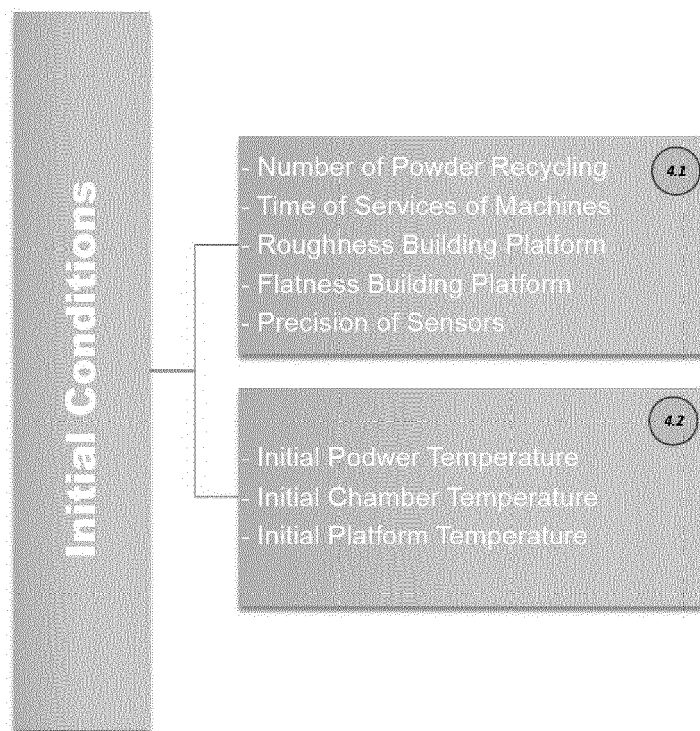 Initial Conditions
- Number of Powder Recycling
4.1
- Time of Services of Machines
- Roughness Building Platform
- Flatness Building Platform
- Precision of Sensors
4.2
- Initial Podwer Temperature
- Initial Chamber Temperature
- Initial Platform Temperature